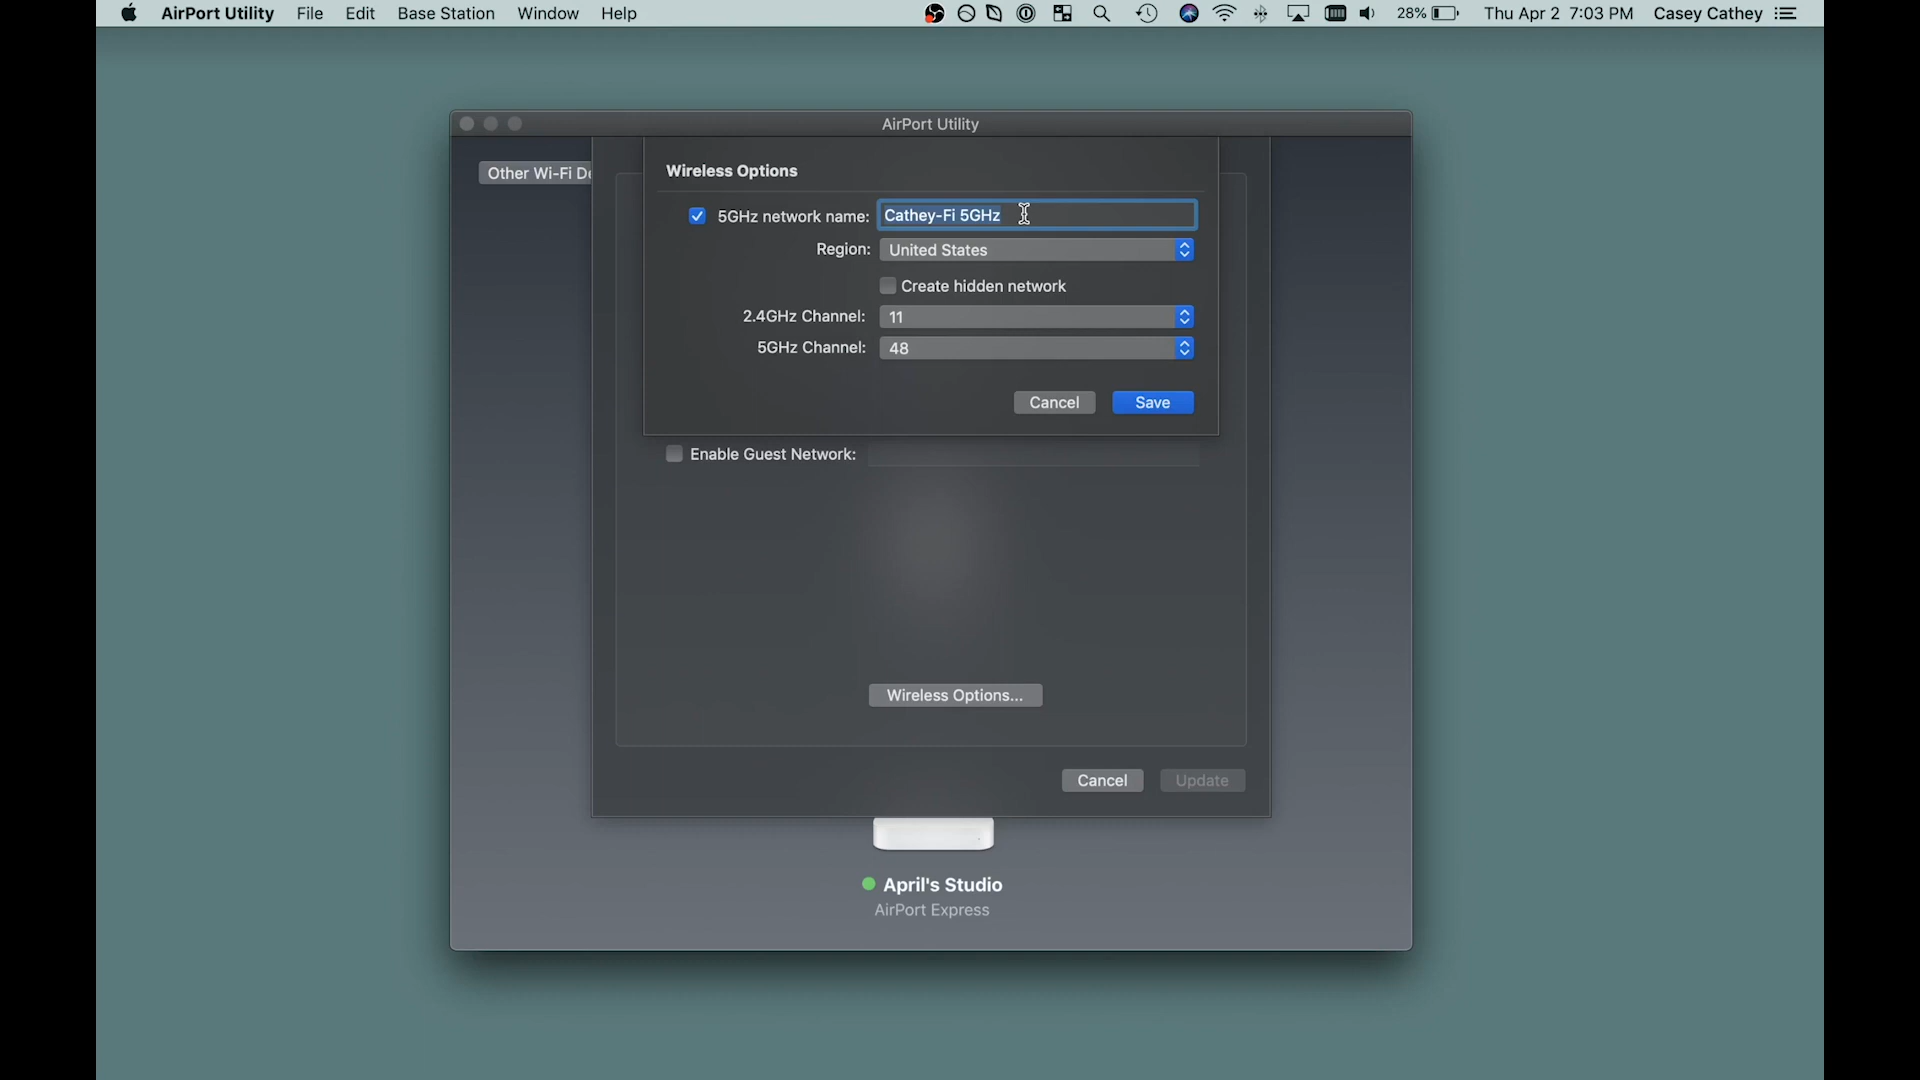 AirPort Utility File Edit Base Station Window Help 28% Thu Apr 2 7:03 PM Casey Cathey
AirPort Utility
Other Wi-Fi De
Wireless Options
5GHz network name: Cathey-Fi 5GHz
Region: United States
Create hidden network
2.4GHz Channel: 11
5GHz Channel: 48
Cancel Save
Enable Guest Network:
Wireless Options...
Cancel Update
April's Studio
AirPort Express